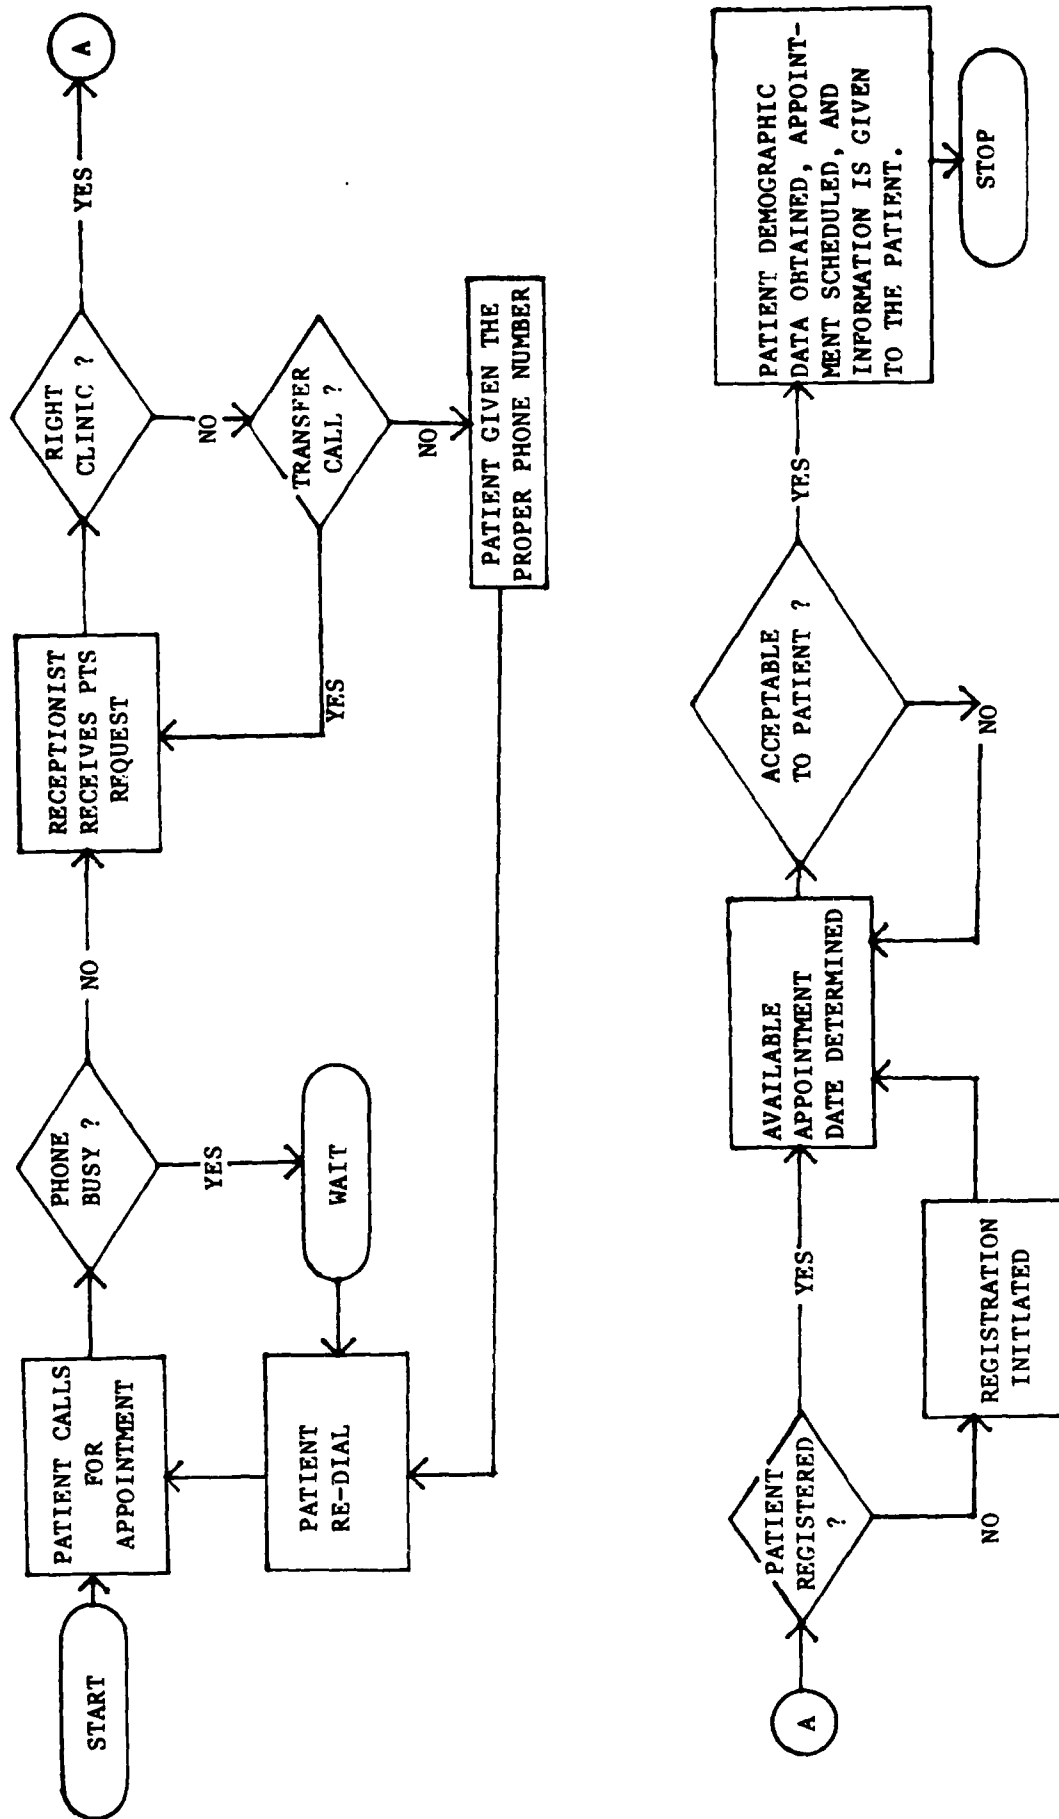 START
PATIENT CALLS
FOR
APPOINTMENT
PHONE
BUSY ?
NO
YES
WAIT
PATIENT
RE-DIAL
RECEPTIONIST
RECEIVES PTS
REQUEST
RIGHT
CLINIC ?
YES
A
NO
TRANSFER
CALL ?
YES
NO
PATIENT GIVEN THE
PROPER PHONE NUMBER
A
PATIENT
REGISTERED
?
YES
NO
REGISTRATION
INITIATED
AVAILABLE
APPOINTMENT
DATE DETERMINED
ACCEPTABLE
TO PATIENT ?
YES
NO
PATIENT DEMOGRAPHIC
DATA OBTAINED, APPOINT-
MENT SCHEDULED, AND
INFORMATION IS GIVEN
TO THE PATIENT.
STOP